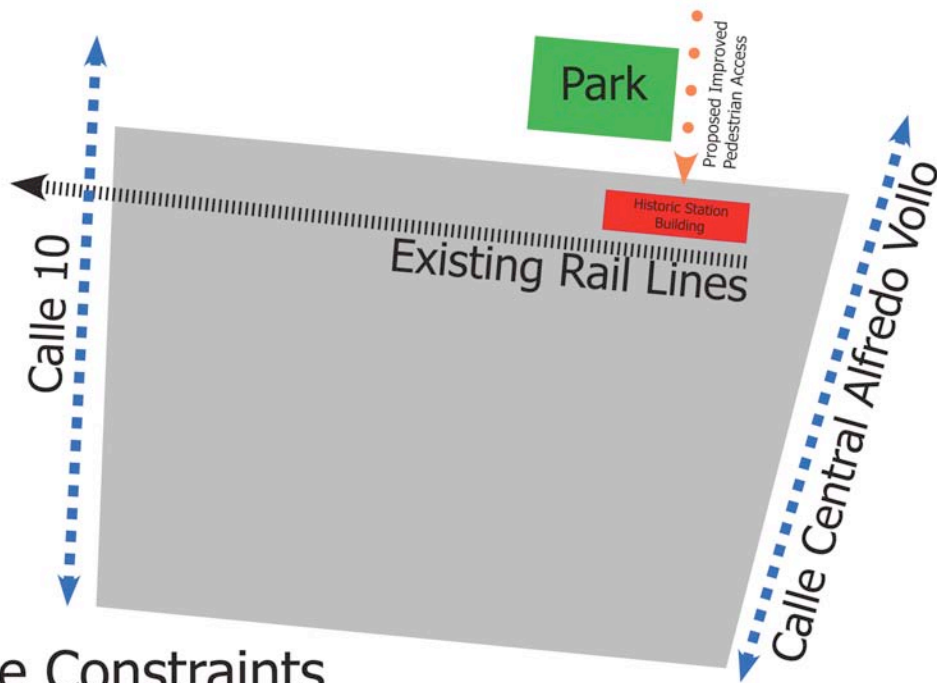 Park
Proposed Improved
Pedestrian Access
Historic Station
Building
Existing Rail Lines
Calle 10
Calle Central Alfredo Vollo
Constraints